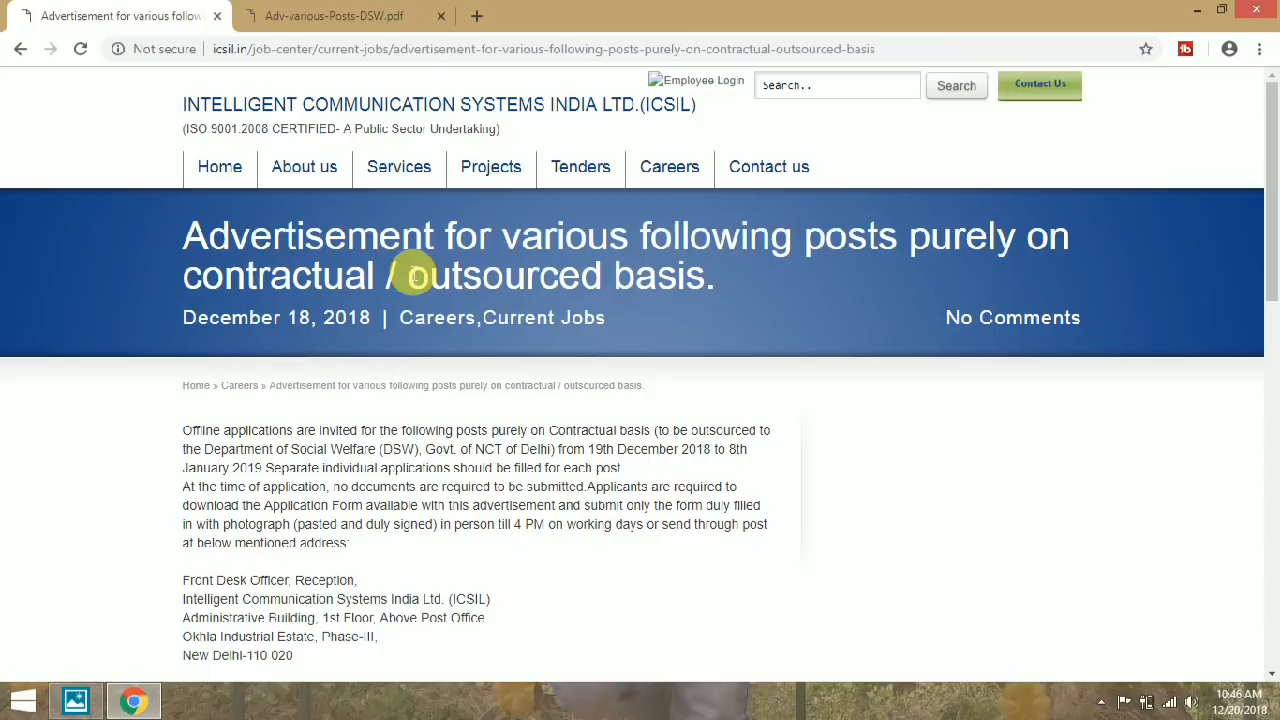 Advertisement for various follow
Adv-various-Posts-DSW.pdf
Not secure
icsil.in/job-center/current-jobs/advertisement-for-various-following-posts-purely-on-contractual-outsourced-basis
Employee Login
Search..
Search
Contact Us
INTELLIGENT COMMUNICATION SYSTEMS INDIA LTD.(ICSIL)
(ISO 9001.2008 CERTIFIED- A Public Sector Undertaking)
Home
About us
Services
Projects
Tenders
Careers
Contact us
Advertisement for various following posts purely on
contractual / outsourced basis.
December 18, 2018 | Careers,Current Jobs
No Comments
Home » Careers » Advertisement for various following posts purely on contractual / outsourced basis.
Offline applications are invited for the following posts purely on Contractual basis (to be outsourced to
the Department of Social Welfare (DSW), Govt. of NCT of Delhi) from 19th December 2018 to 8th
January 2019 Separate individual applications should be filled for each post
At the time of application, no documents are required to be submitted.Applicants are required to
download the Application Form available with this advertisement and submit only the form duly filled
in with photograph (pasted and duly signed) in person till 4 PM on working days or send through post
at below mentioned address:
Front Desk Officer, Reception,
Intelligent Communication Systems India Ltd. (ICSIL)
Administrative Building, 1st Floor, Above Post Office
Okhla Industrial Estate, Phase-III,
New Delhi-110 020
10:46 AM
12/20/2018